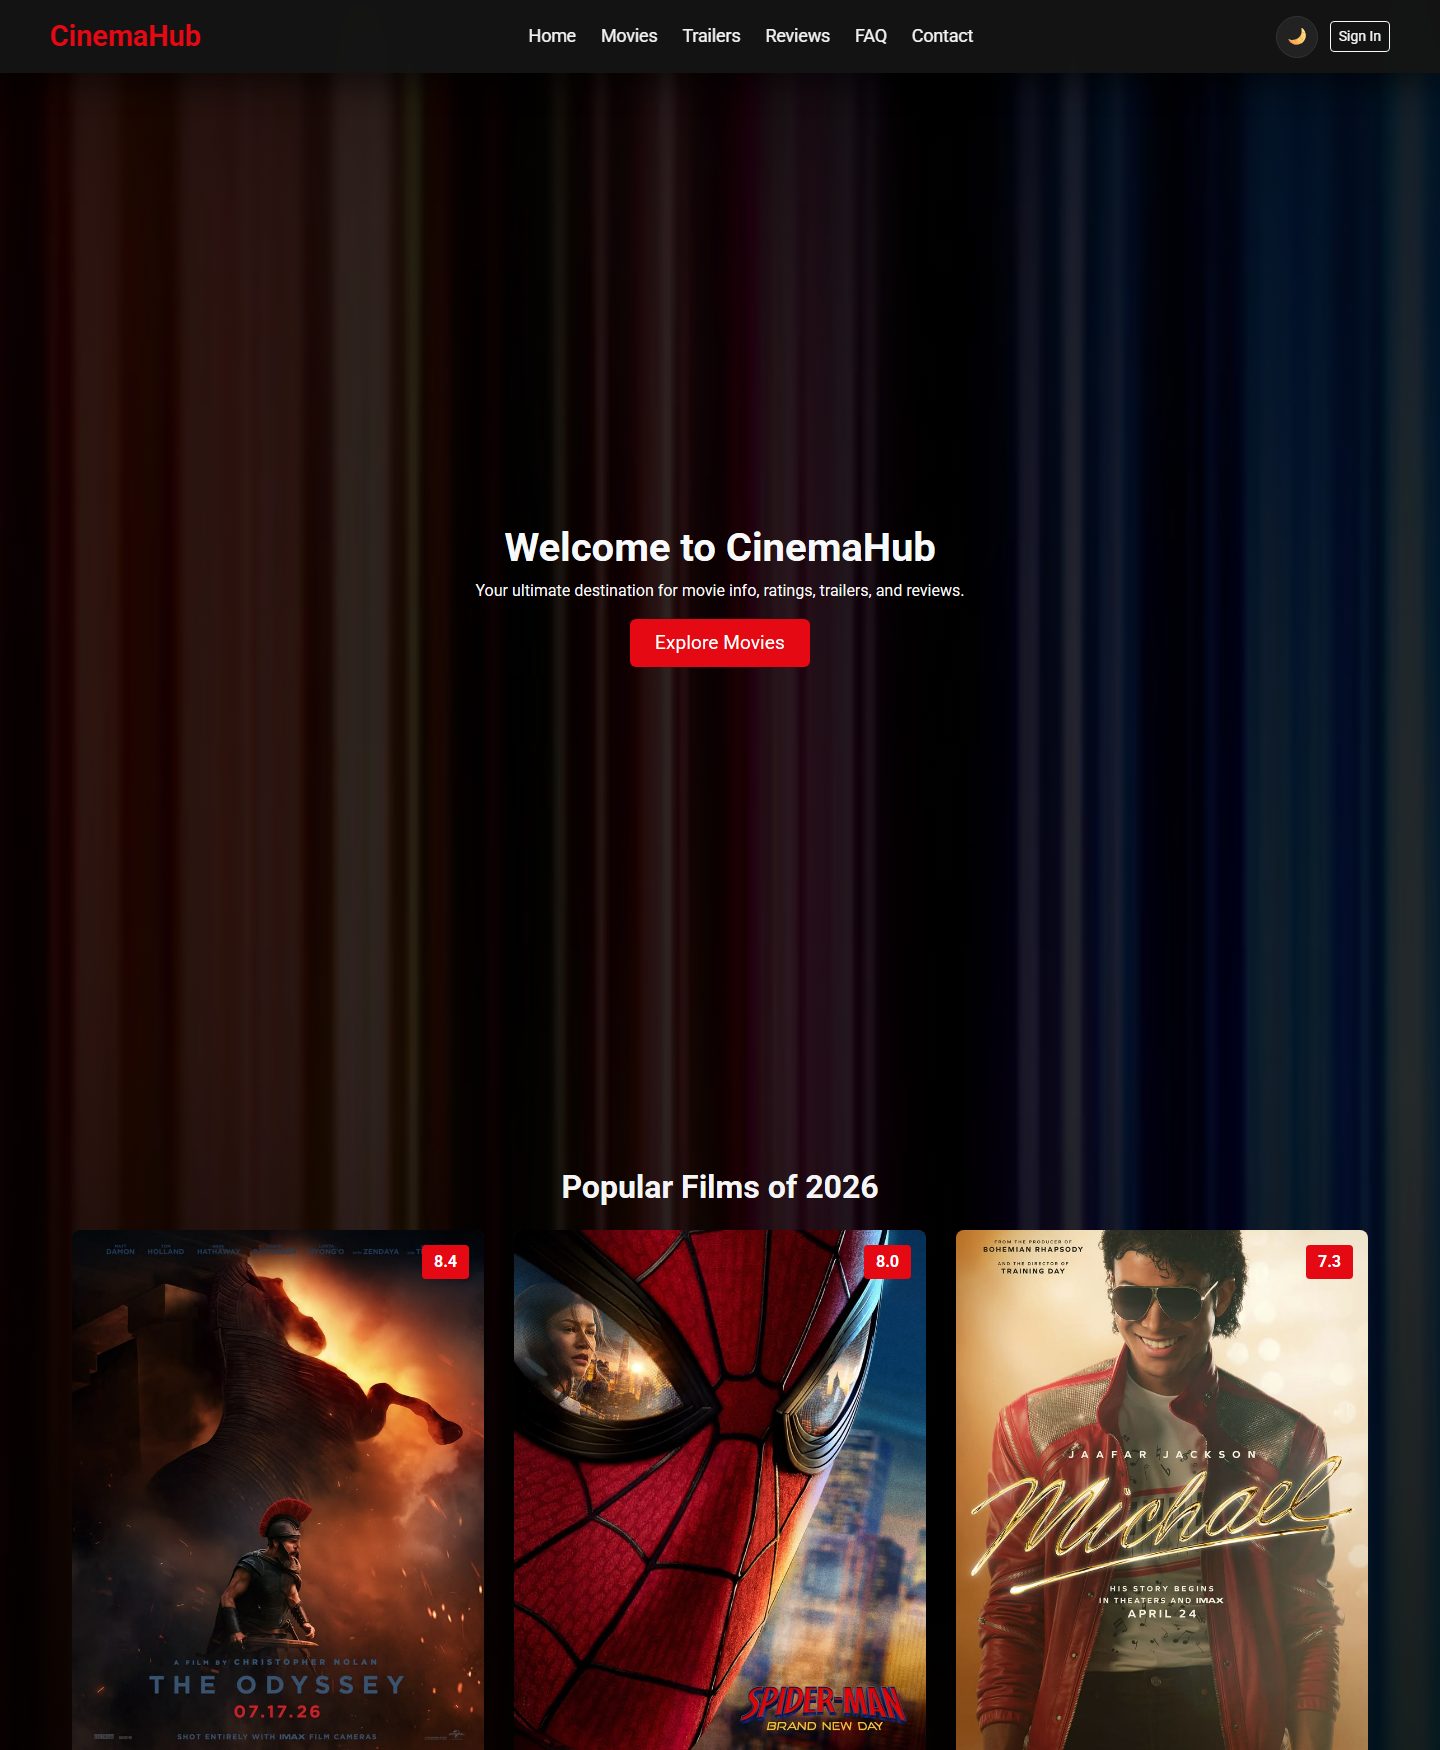 CinemaHub
Home Movies Trailers Reviews FAQ Contact
Sign In
Welcome to CinemaHub
Your ultimate destination for movie info, ratings, trailers, and reviews.
Explore Movies
Popular Films of 2026
DAMON HOLLAND HATHAWAY ZENDAYA
8.4
A FILM BY CHRISTOPHER NOLAN
THE ODYSSEY
07.17.26
SHOT ENTIRELY WITH IMAX FILM CAMERAS
8.0
SPIDER-MAN
BRAND NEW DAY
FROM THE PRODUCER OF
BOHEMIAN RHAPSODY
AND THE DIRECTOR OF
TRAINING DAY
7.3
JAAFAR JACKSON
Michael
HIS STORY BEGINS
IN THEATERS AND IMAX
APRIL 24